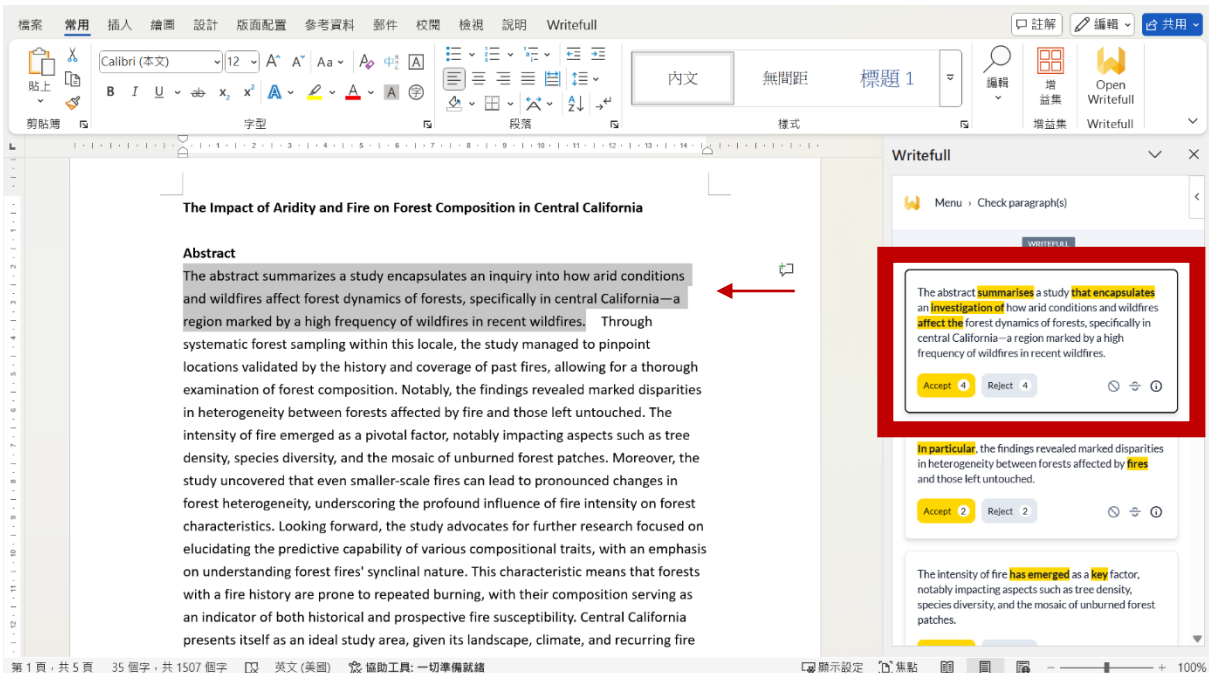 檔案 常用 插入 繪圖 設計 版面配置 參考資料 郵件 校閱 檢視 說明 Writefull
註解 編輯 共用
貼上
Calibri (本文) 12 A^ A˅ Aa
B I U ab x₂ x² A A A 字
內文 無間距 標題 1
編輯
增益集
Open Writefull
剪貼簿 字型 段落 樣式 增益集 Writefull
1 2 3 4 5 6 7 8 9 10 11 12 13 14
The Impact of Aridity and Fire on Forest Composition in Central California
Abstract
The abstract summarizes a study encapsulates an inquiry into how arid conditions
and wildfires affect forest dynamics of forests, specifically in central California—a
region marked by a high frequency of wildfires in recent wildfires. Through
systematic forest sampling within this locale, the study managed to pinpoint
locations validated by the history and coverage of past fires, allowing for a thorough
examination of forest composition. Notably, the findings revealed marked disparities
in heterogeneity between forests affected by fire and those left untouched. The
intensity of fire emerged as a pivotal factor, notably impacting aspects such as tree
density, species diversity, and the mosaic of unburned forest patches. Moreover, the
study uncovered that even smaller-scale fires can lead to pronounced changes in
forest heterogeneity, underscoring the profound influence of fire intensity on forest
characteristics. Looking forward, the study advocates for further research focused on
elucidating the predictive capability of various compositional traits, with an emphasis
on understanding forest fires' synclinal nature. This characteristic means that forests
with a fire history are prone to repeated burning, with their composition serving as
an indicator of both historical and prospective fire susceptibility. Central California
presents itself as an ideal study area, given its landscape, climate, and recurring fire
Writefull
Menu › Check paragraph(s)
WRITEFULL
The abstract summarises a study that encapsulates
an investigation of how arid conditions and wildfires
affect the forest dynamics of forests, specifically in
central California—a region marked by a high
frequency of wildfires in recent wildfires.
Accept 4 Reject 4
In particular, the findings revealed marked disparities
in heterogeneity between forests affected by fires
and those left untouched.
Accept 2 Reject 2
The intensity of fire has emerged as a key factor,
notably impacting aspects such as tree density,
species diversity, and the mosaic of unburned forest
patches.
第 1 頁，共 5 頁 35 個字，共 1507 個字 英文 (美國) 協助工具: 一切準備就緒
顯示設定 焦點 100%